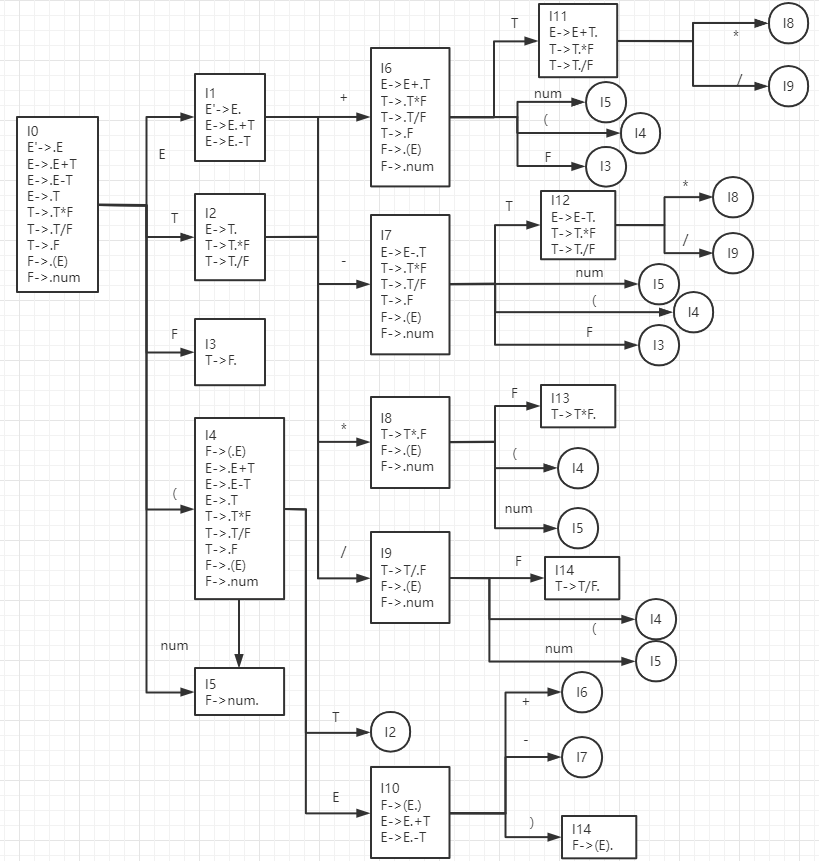 I0
E'->.E
E->.E+T
E->.E-T
E->.T
T->.T*F
T->.T/F
T->.F
F->.(E)
F->.num
E
T
F
(
num
I1
E'->E.
E->E.+T
E->E.-T
I2
E->T.
T->T.*F
T->T./F
I3
T->F.
I4
F->(.E)
E->.E+T
E->.E-T
E->.T
T->.T*F
T->.T/F
T->.F
F->.(E)
F->.num
I5
F->num.
+
-
*
/
T
E
I6
E->E+.T
T->.T*F
T->.T/F
T->.F
F->.(E)
F->.num
T
num
(
F
I11
E->E+T.
T->T.*F
T->T./F
*
/
I8
I9
I5
I4
I3
I7
E->E-.T
T->.T*F
T->.T/F
T->.F
F->.(E)
F->.num
T
num
(
F
I12
E->E-T.
T->T.*F
T->T./F
*
/
I8
I9
I5
I4
I3
I8
T->T*.F
F->.(E)
F->.num
F
(
num
I13
T->T*F.
I4
I5
I9
T->T/.F
F->.(E)
F->.num
F
(
num
I14
T->T/F.
I4
I5
I2
I10
F->(E.)
E->E.+T
E->E.-T
+
-
)
I6
I7
I14
F->(E).